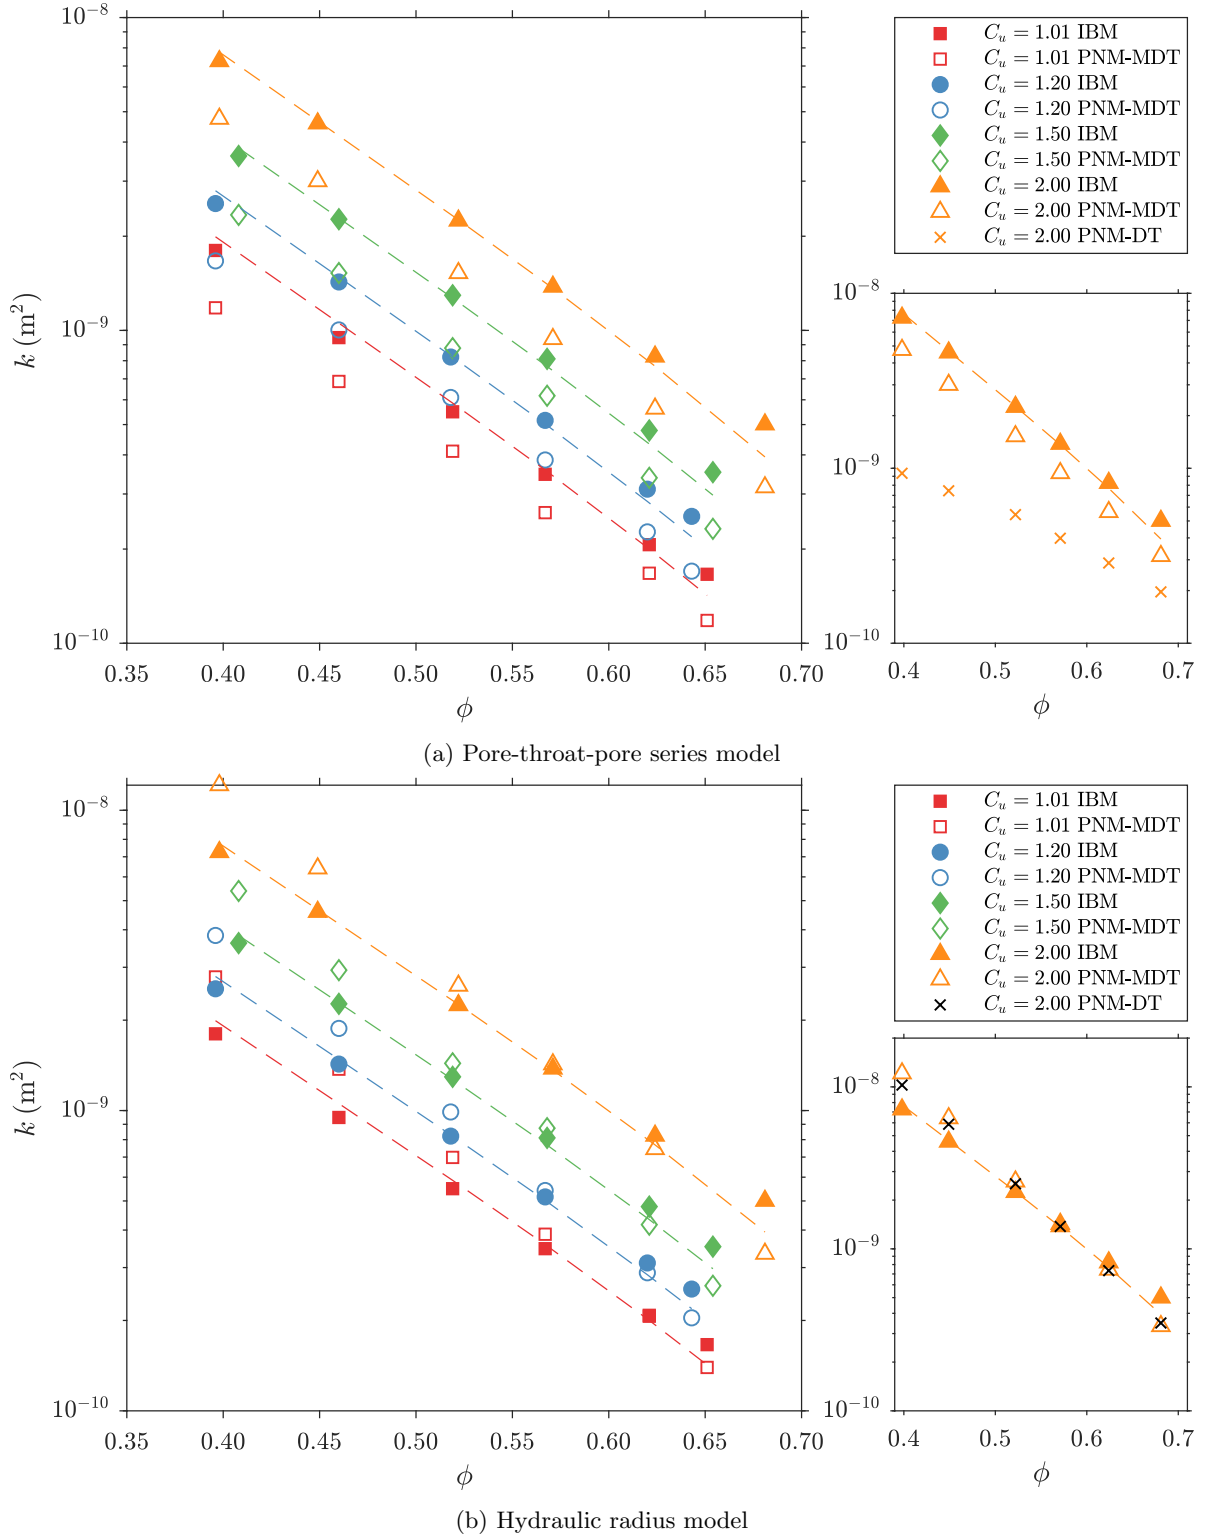 10⁻⁸
10⁻⁹
10⁻¹⁰
k (m²)
0.35 0.40 0.45 0.50 0.55 0.60 0.65 0.70
ϕ
C_u = 1.01 IBM
C_u = 1.01 PNM-MDT
C_u = 1.20 IBM
C_u = 1.20 PNM-MDT
C_u = 1.50 IBM
C_u = 1.50 PNM-MDT
C_u = 2.00 IBM
C_u = 2.00 PNM-MDT
C_u = 2.00 PNM-DT
10⁻⁸
10⁻⁹
10⁻¹⁰
0.4 0.5 0.6 0.7
ϕ
(a) Pore-throat-pore series model
10⁻⁸
10⁻⁹
10⁻¹⁰
k (m²)
0.35 0.40 0.45 0.50 0.55 0.60 0.65 0.70
ϕ
C_u = 1.01 IBM
C_u = 1.01 PNM-MDT
C_u = 1.20 IBM
C_u = 1.20 PNM-MDT
C_u = 1.50 IBM
C_u = 1.50 PNM-MDT
C_u = 2.00 IBM
C_u = 2.00 PNM-MDT
C_u = 2.00 PNM-DT
10⁻⁸
10⁻⁹
10⁻¹⁰
0.4 0.5 0.6 0.7
ϕ
(b) Hydraulic radius model